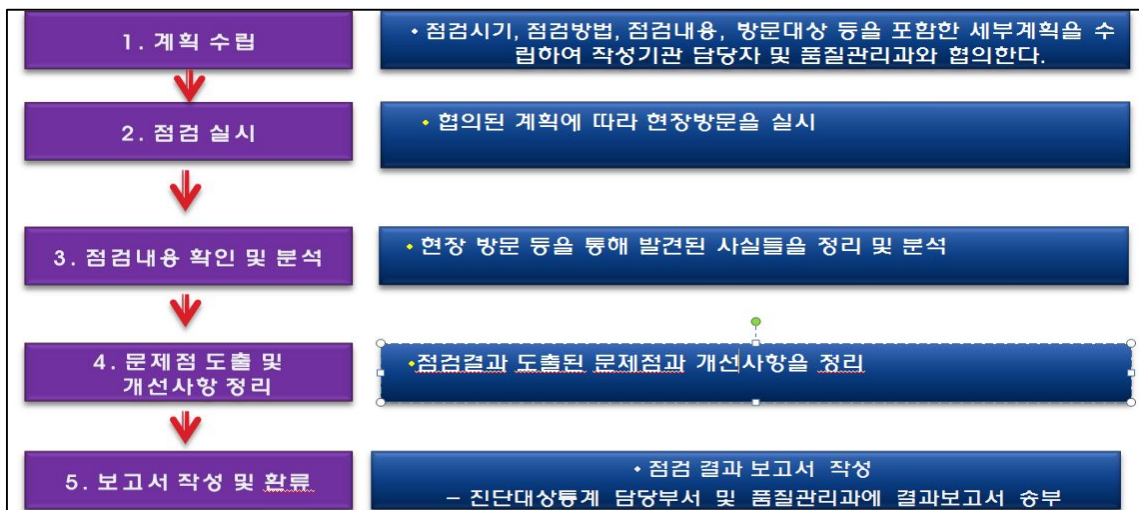 1. 계획 수립
• 점검시기, 점검방법, 점검내용, 방문대상 등을 포함한 세부계획을 수
립하여 작성기관 담당자 및 품질관리과와 협의한다.
2. 점검 실시
• 협의된 계획에 따라 현장방문을 실시
3. 점검내용 확인 및 분석
• 현장 방문 등을 통해 발견된 사실들을 정리 및 분석
4. 문제점 도출 및
개선사항 정리
•점검결과 도출된 문제점과 개선사항을 정리
5. 보고서 작성 및 환류
• 점검 결과 보고서 작성
– 진단대상통계 담당부서 및 품질관리과에 결과보고서 송부